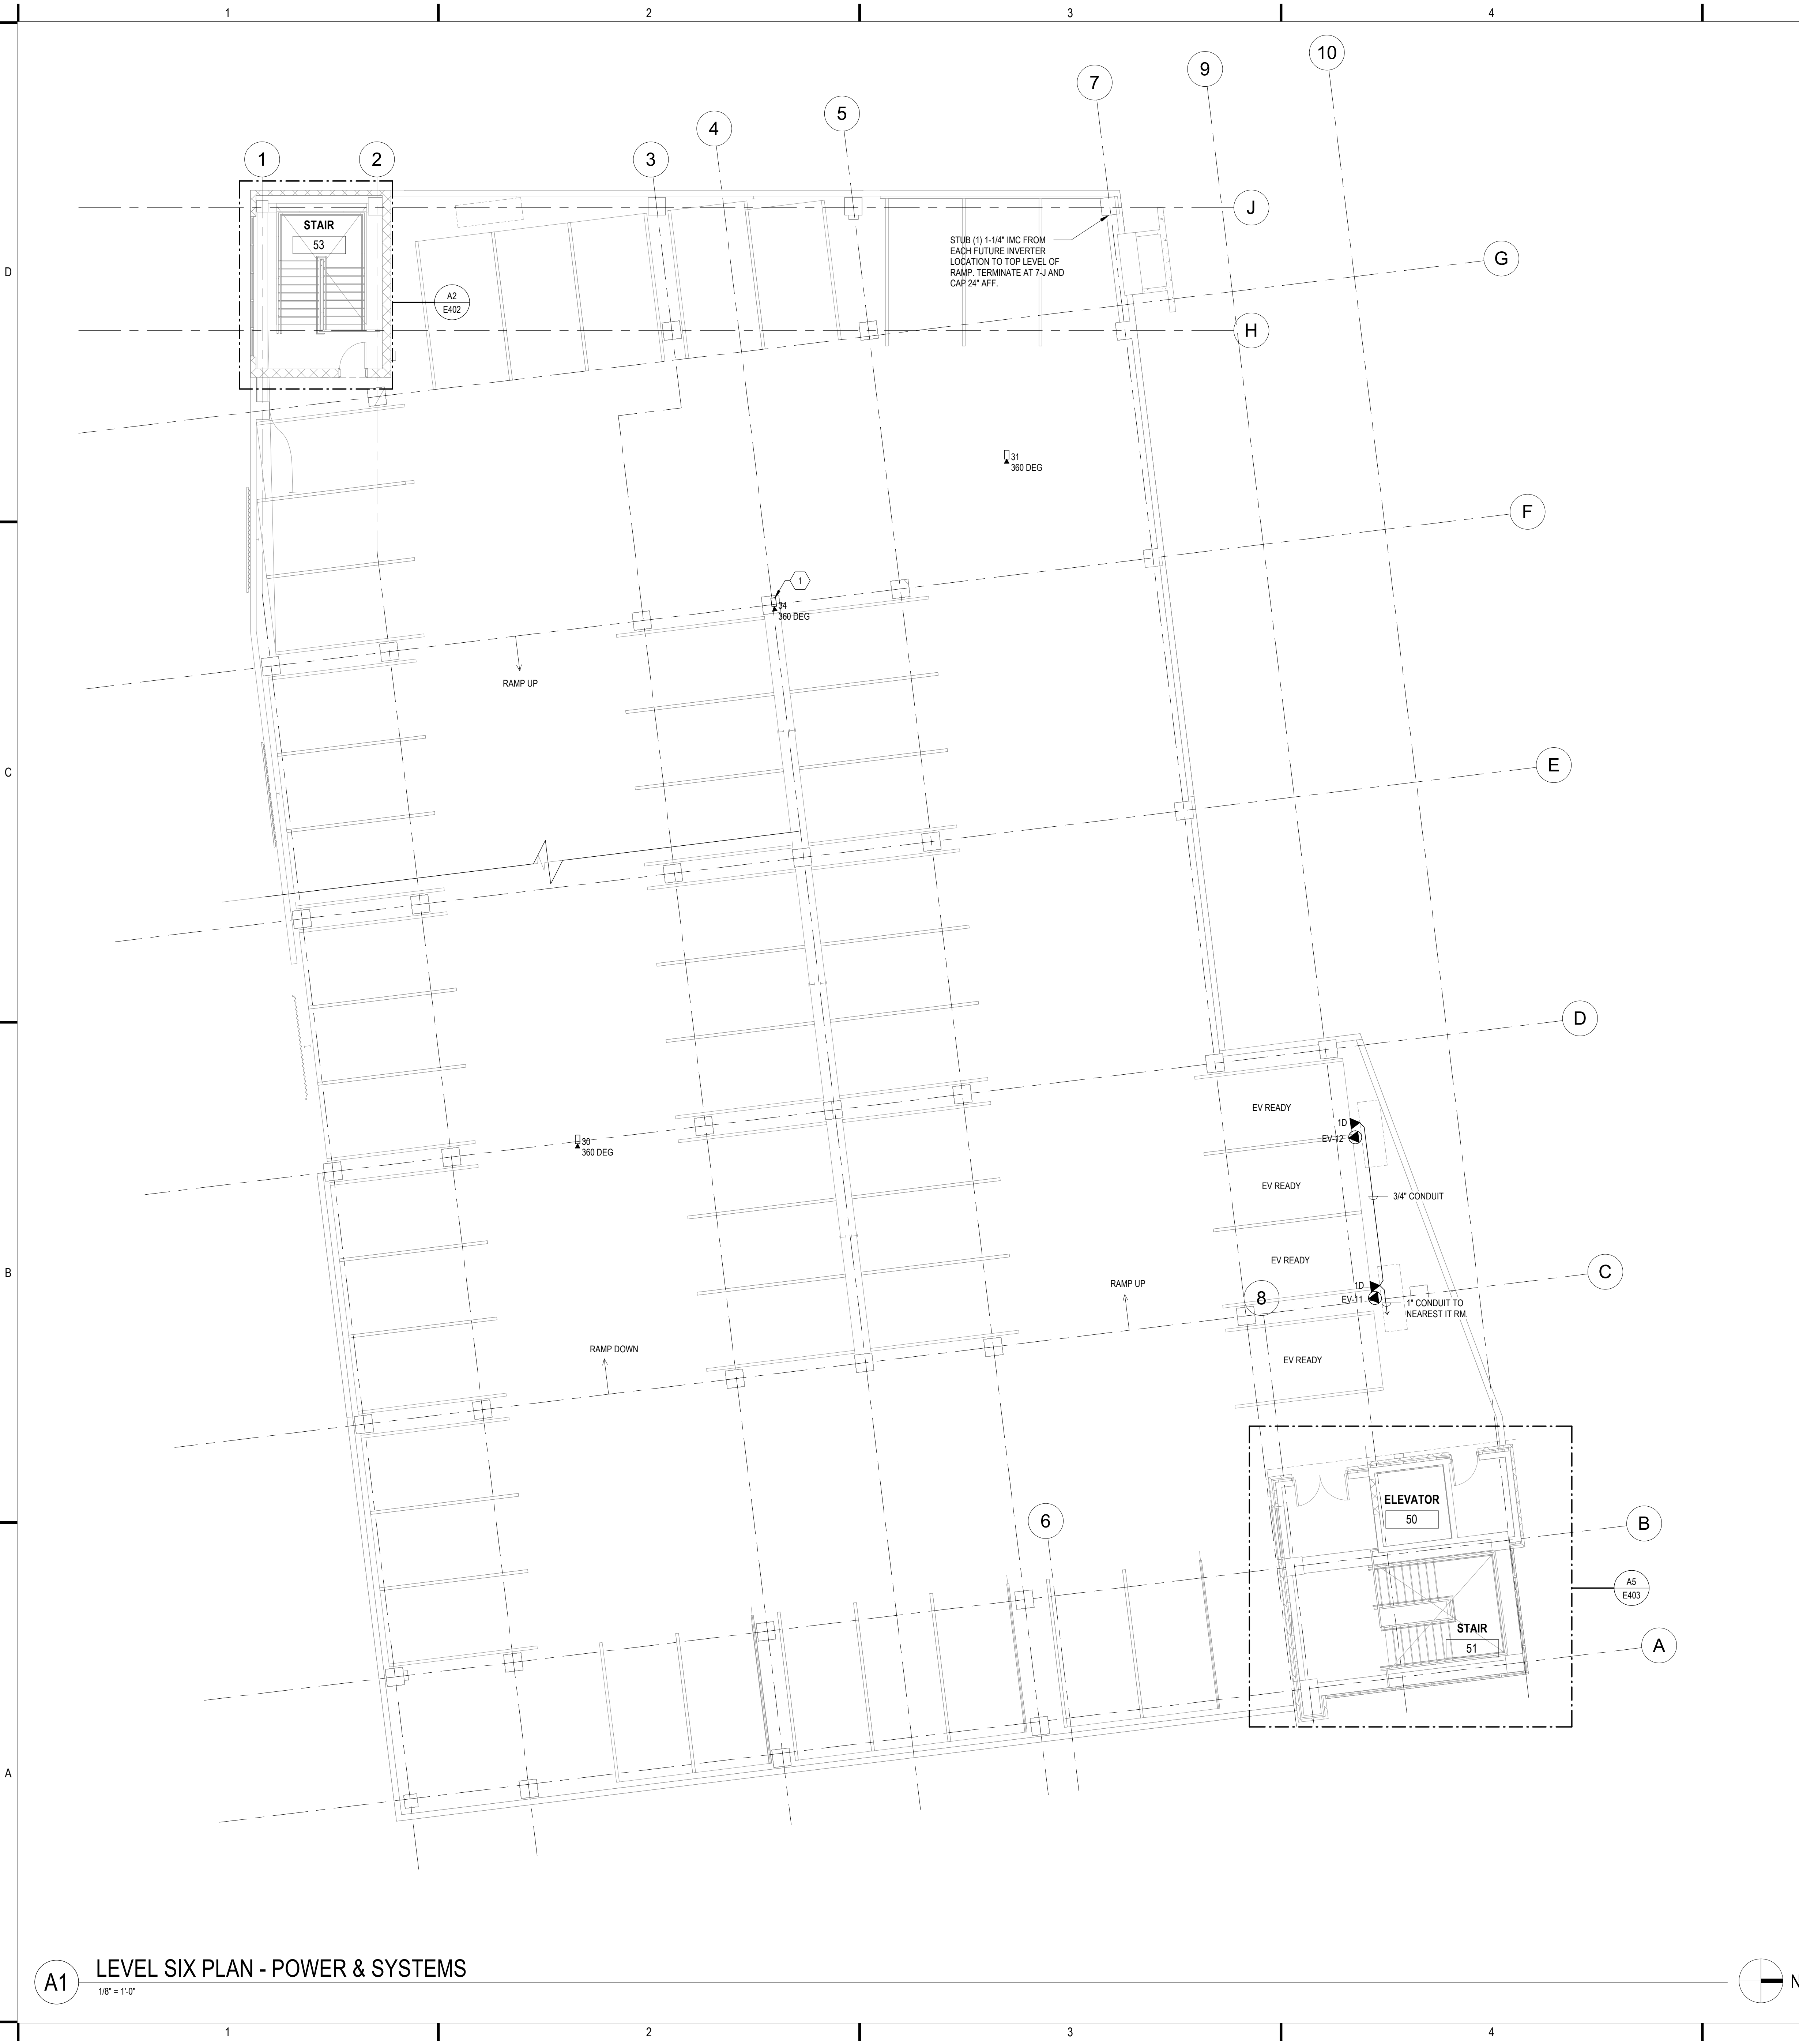 1
2
3
4
10
9
7
5
4
1
2
3
J
STAIR
53
STUB (1) 1-1/4" IMC FROM
EACH FUTURE INVERTER
LOCATION TO TOP LEVEL OF
RAMP. TERMINATE AT 7-J AND
CAP 24" AFF.
G
D
A2
E402
H
31
360 DEG
F
1
34
360 DEG
RAMP UP
E
C
D
EV READY
1D
EV-12
30
360 DEG
EV READY
3/4" CONDUIT
EV READY
B
C
RAMP UP
1D
8
EV-11
1" CONDUIT TO
NEAREST IT RM.
RAMP DOWN
EV READY
ELEVATOR
50
6
B
A5
E403
STAIR
51
A
A
A1
LEVEL SIX PLAN - POWER & SYSTEMS
1/8" = 1'-0"
N
1
2
3
4